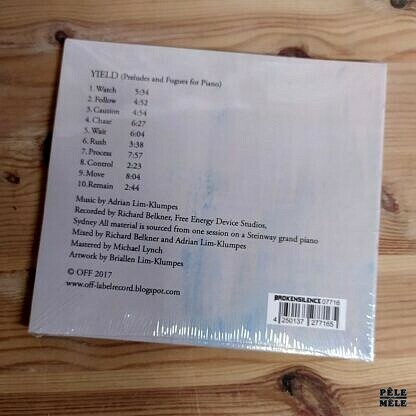 YIELD (Preludes and Fugues for Piano)
1. Watch 5:34
2. Follow 4:52
3. Caution 4:54
4. Chase 6:27
5. Wait 6:04
6. Rush 3:38
7. Process 7:57
8. Control 2:23
9. Move 8:04
10. Remain 2:44
Music by Adrian Lim-Klumpes
Recorded by Richard Belkner, Free Energy Device Studios,
Sydney All material is sourced from one session on a Steinway grand piano
Mixed by Richard Belkner and Adrian Lim-Klumpes
Mastered by Michael Lynch
Artwork by Briallen Lim-Klumpes
© OFF 2017
www.off-labelrecord.blogspot.com
BROKENSILENCE 07716
4 250137 277165
PÊLE
MÊLE